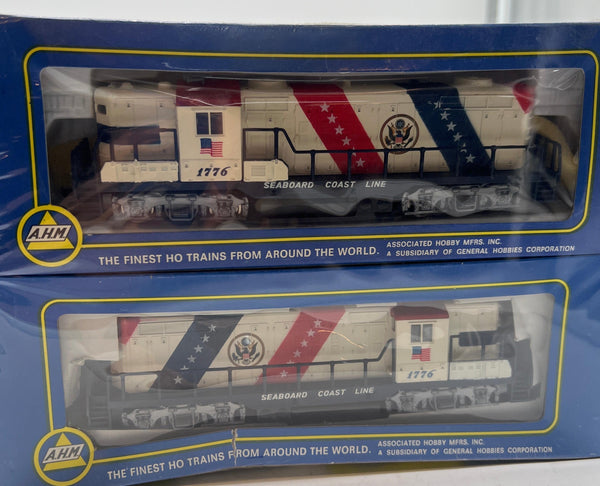 1776
SEABOARD COAST LINE
A.H.M.
THE FINEST HO TRAINS FROM AROUND THE WORLD.
ASSOCIATED HOBBY MFRS. INC.
A SUBSIDIARY OF GENERAL HOBBIES CORPORATION
1776
SEABOARD COAST LINE
A.H.M.
THE FINEST HO TRAINS FROM AROUND THE WORLD.
ASSOCIATED HOBBY MFRS, INC.
A SUBSIDIARY OF GENERAL HOBBIES CORPORATION